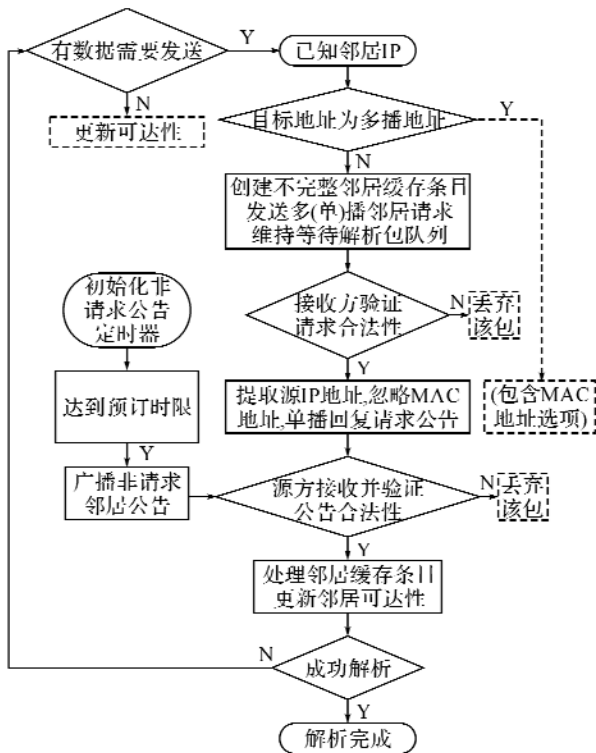 有数据需要发送
Y
已知邻居IP
N
更新可达性
目标地址为多播地址
Y
N
创建不完整邻居缓存条目
发送多(单)播邻居请求
维持等待解析包队列
初始化非
请求公告
定时器
接收方验证
请求合法性
N
丢弃
该包
Y
达到预订时限
提取源IP地址,忽略MAC
地址,单播回复请求公告
(包含MAC
地址选项)
Y
广播非请求
邻居公告
源方接收并验证
公告合法性
N
丢弃
该包
Y
处理邻居缓存条目
更新邻居可达性
N
成功解析
Y
解析完成